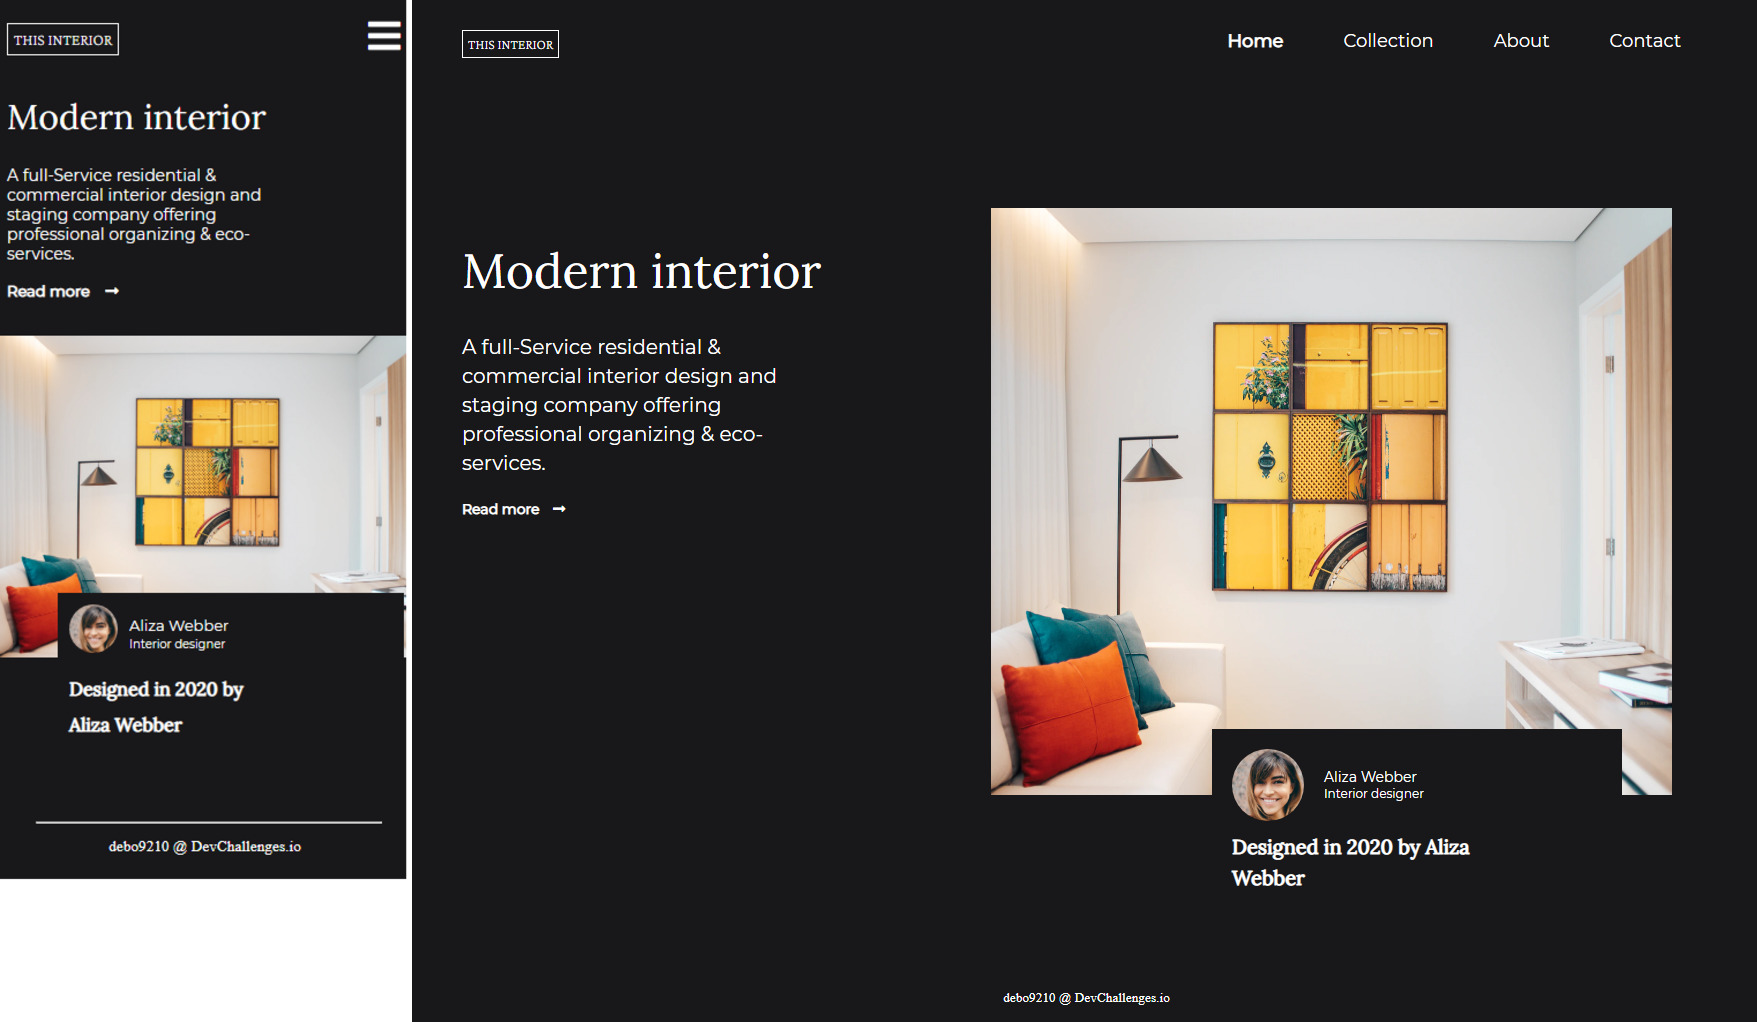 THIS INTERIOR
Modern interior
A full-Service residential &
commercial interior design and
staging company offering
professional organizing & eco-
services.
Read more
Aliza Webber
Interior designer
Designed in 2020 by
Aliza Webber
debo9210 @ DevChallenges.io
THIS INTERIOR
Home Collection About Contact
Modern interior
A full-Service residential &
commercial interior design and
staging company offering
professional organizing & eco-
services.
Read more
Aliza Webber
Interior designer
Designed in 2020 by Aliza
Webber
debo9210 @ DevChallenges.io